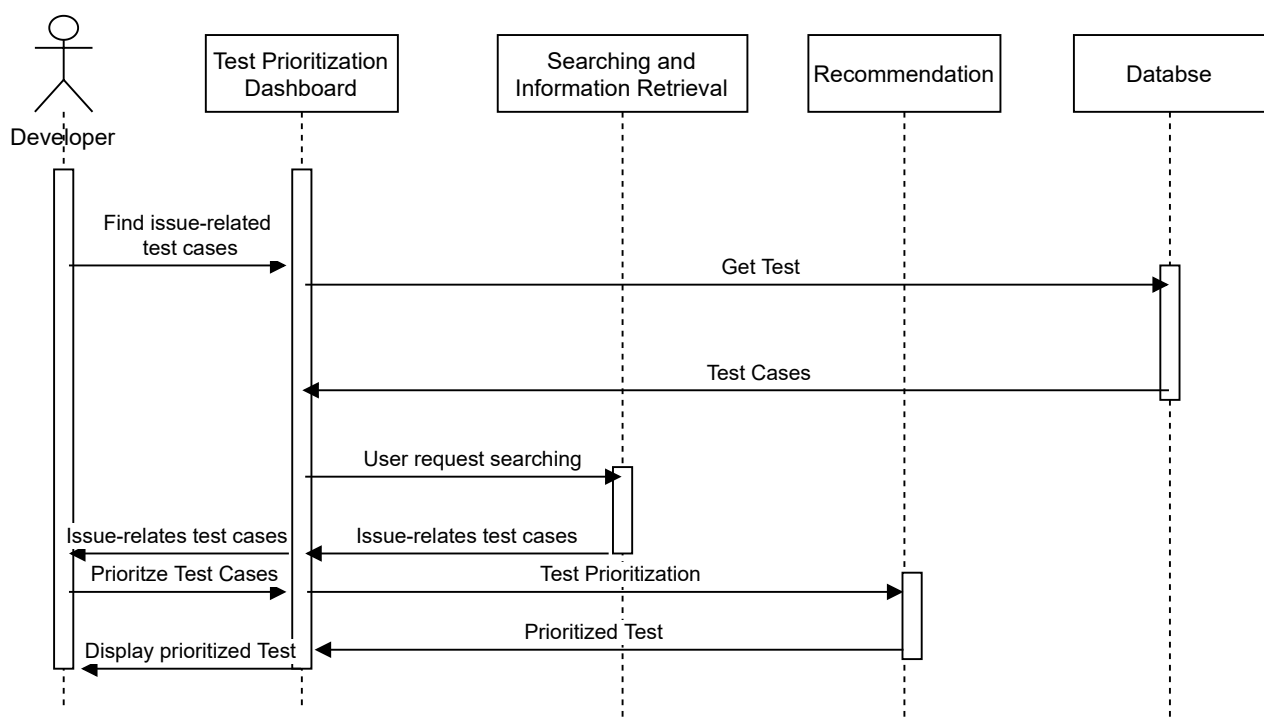 Test Prioritization
Dashboard
Searching and
Information Retrieval
Recommendation
Databse
Developer
Find issue-related
test cases
Get Test
Test Cases
User request searching
Issue-relates test cases
Issue-relates test cases
Prioritze Test Cases
Test Prioritization
Prioritized Test
Display prioritized Test